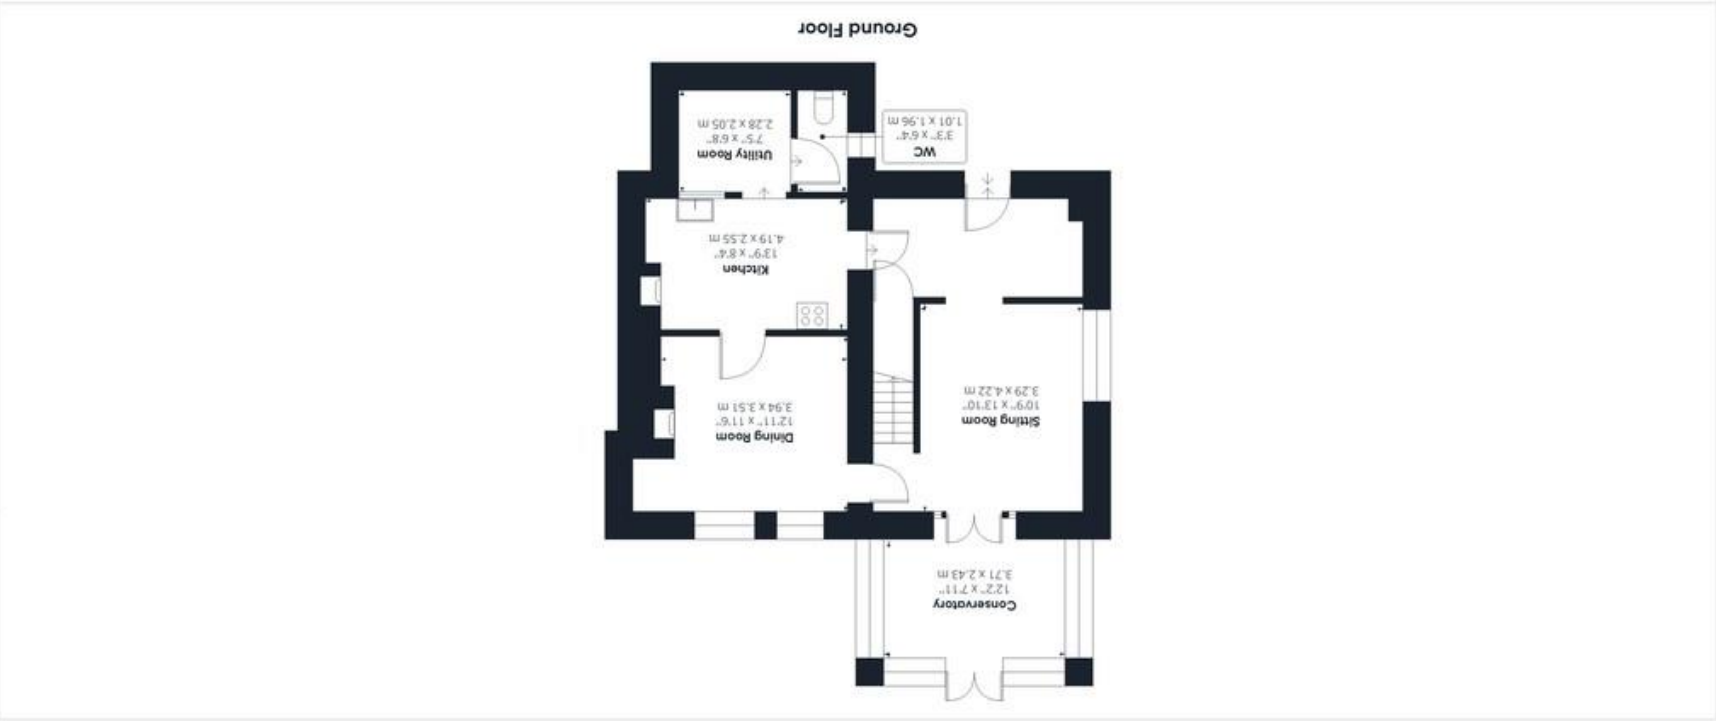 Conservatory
12'2" x 7'11"
3.71 x 2.43 m
Sitting Room
10'9" x 13'10"
3.29 x 4.22 m
Dining Room
12'11" x 11'6"
3.94 x 3.51 m
Kitchen
13'9" x 8'4"
4.19 x 2.55 m
WC
3'3" x 6'4"
1.01 x 1.96 m
Utility Room
7'5" x 6'8"
2.28 x 2.05 m
Ground Floor